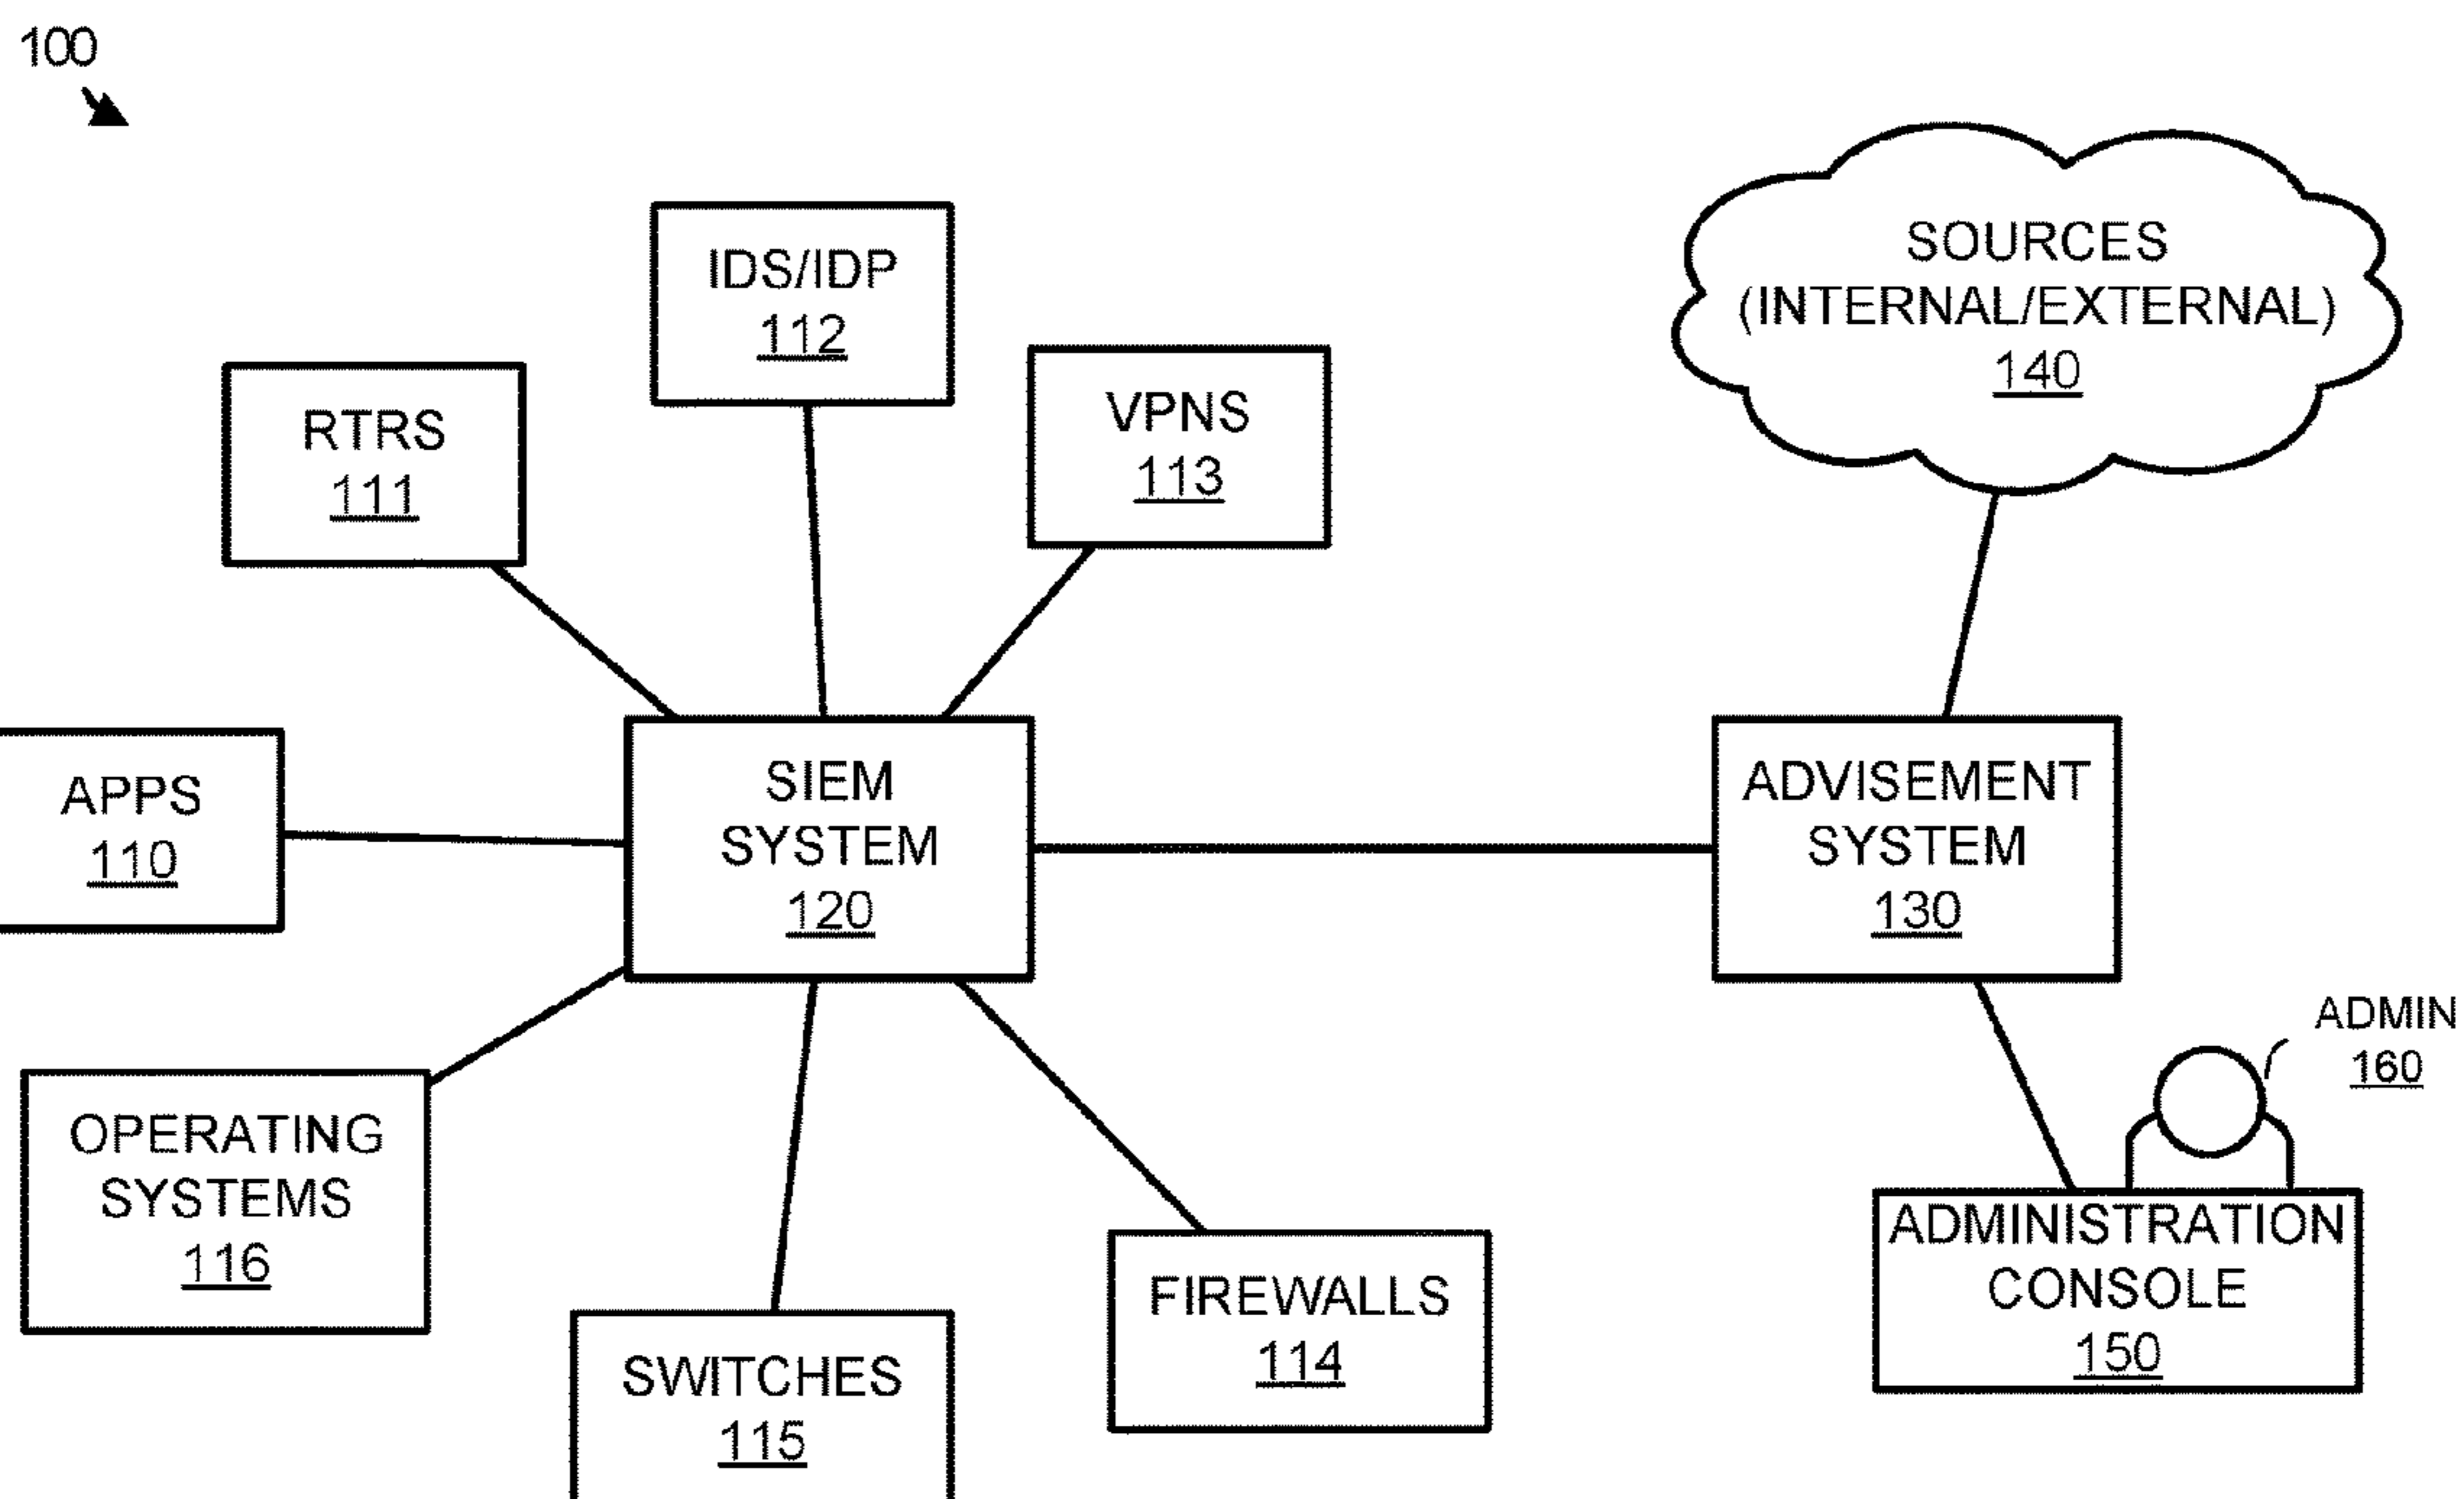 100
IDS/IDP
112
SOURCES
(INTERNAL/EXTERNAL)
140
RTRS
111
VPNS
113
APPS
110
SIEM
SYSTEM
120
ADVISEMENT
SYSTEM
130
OPERATING
SYSTEMS
116
SWITCHES
115
FIREWALLS
114
ADMIN
160
ADMINISTRATION
CONSOLE
150